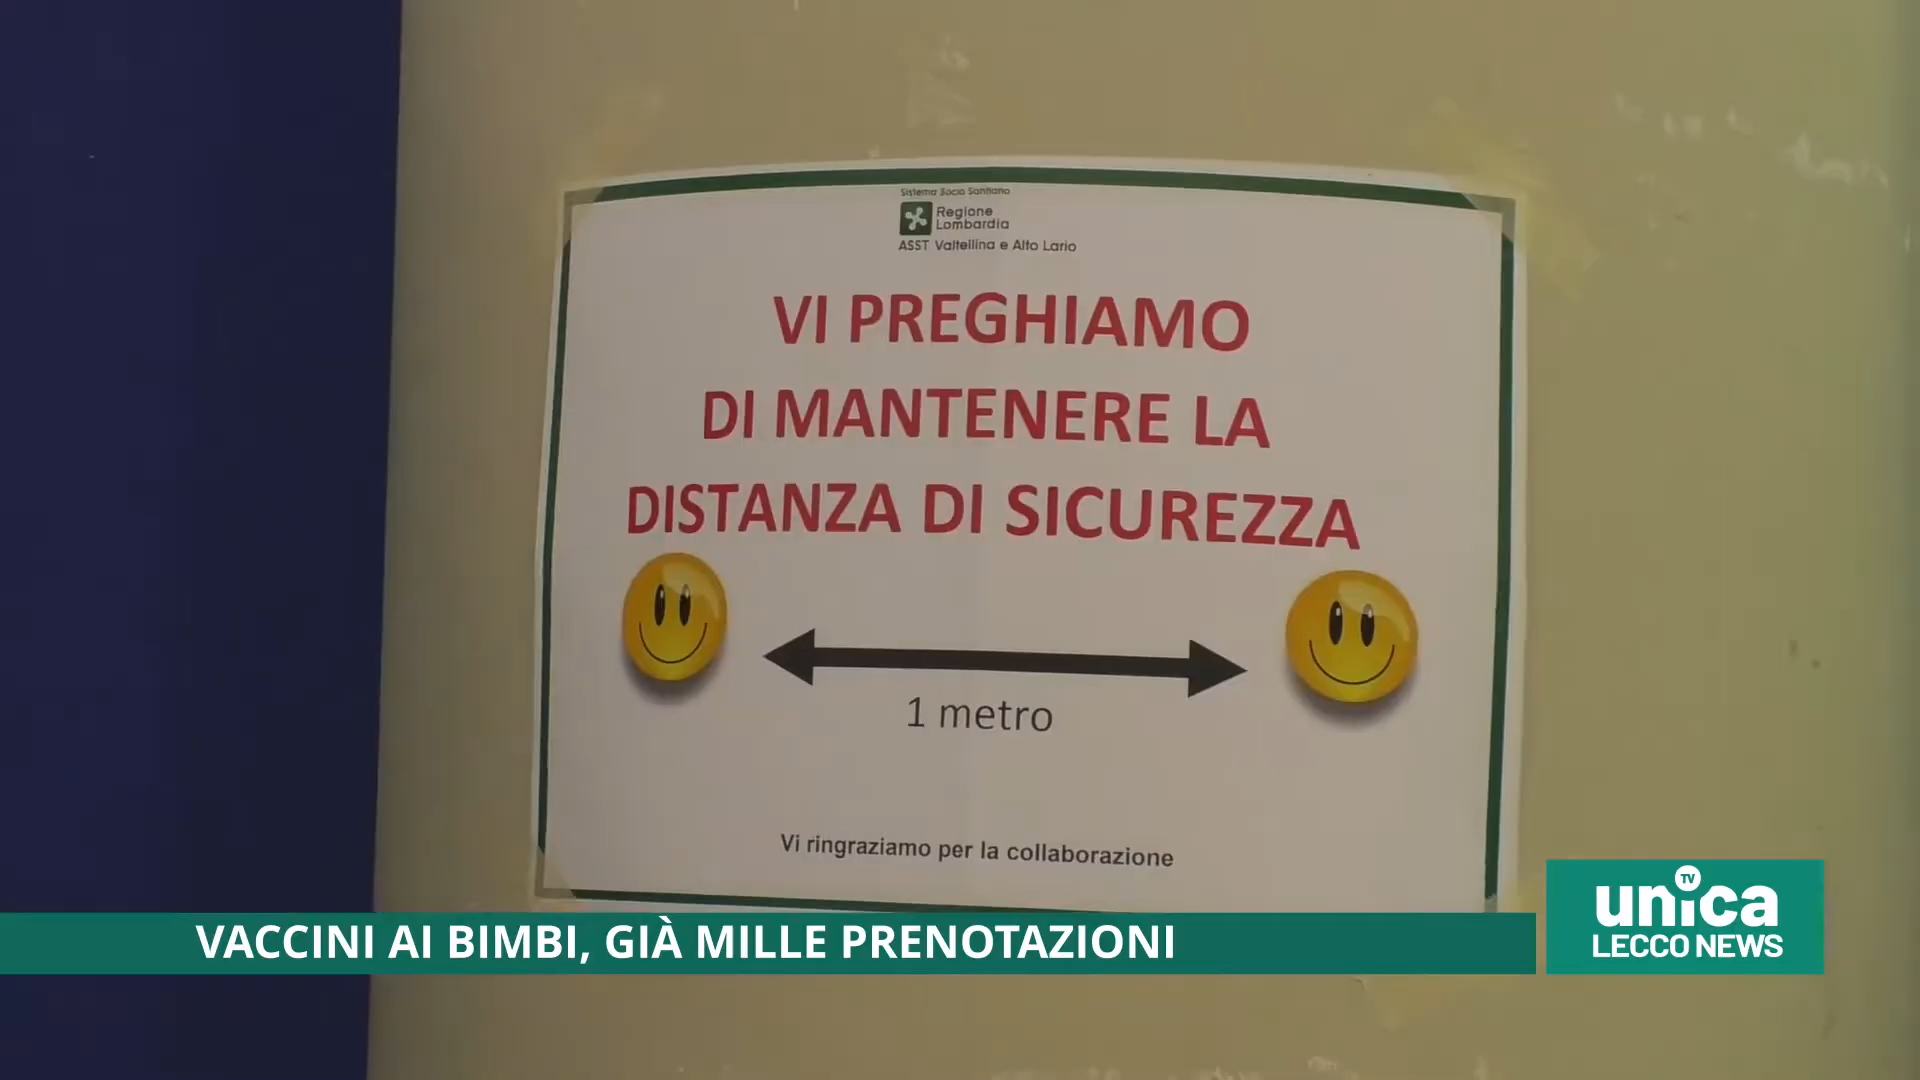 Sistema Socio Sanitario
Regione
Lombardia
ASST Valtellina e Alto Lario
VI PREGHIAMO
DI MANTENERE LA
DISTANZA DI SICUREZZA
1 metro
Vi ringraziamo per la collaborazione
VACCINI AI BIMBI, GIÀ MILLE PRENOTAZIONI
TV
unica
LECCO NEWS